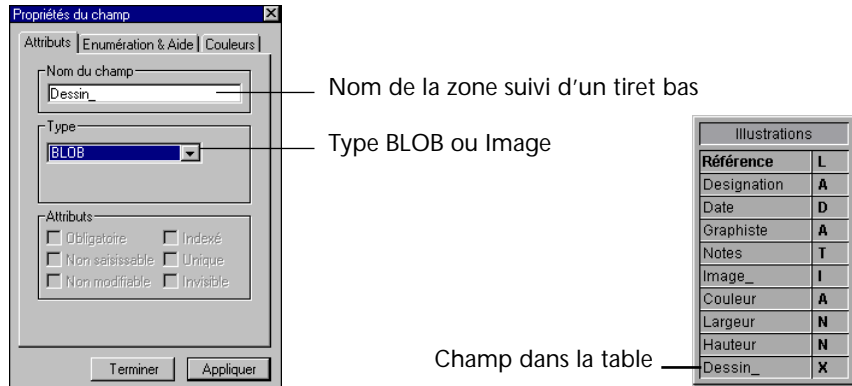 Propriétés du champ
Attributs
Enumération & Aide
Couleurs
Nom du champ
Dessin_
Type
BLOB
Attributs
Obligatoire
Indexé
Non saisissable
Unique
Non modifiable
Invisible
Terminer
Appliquer
Nom de la zone suivi d’un tiret bas
Type BLOB ou Image
Illustrations
Référence L
Designation A
Date D
Graphiste A
Notes T
Image_ I
Couleur A
Largeur N
Hauteur N
Dessin_ X
Champ dans la table